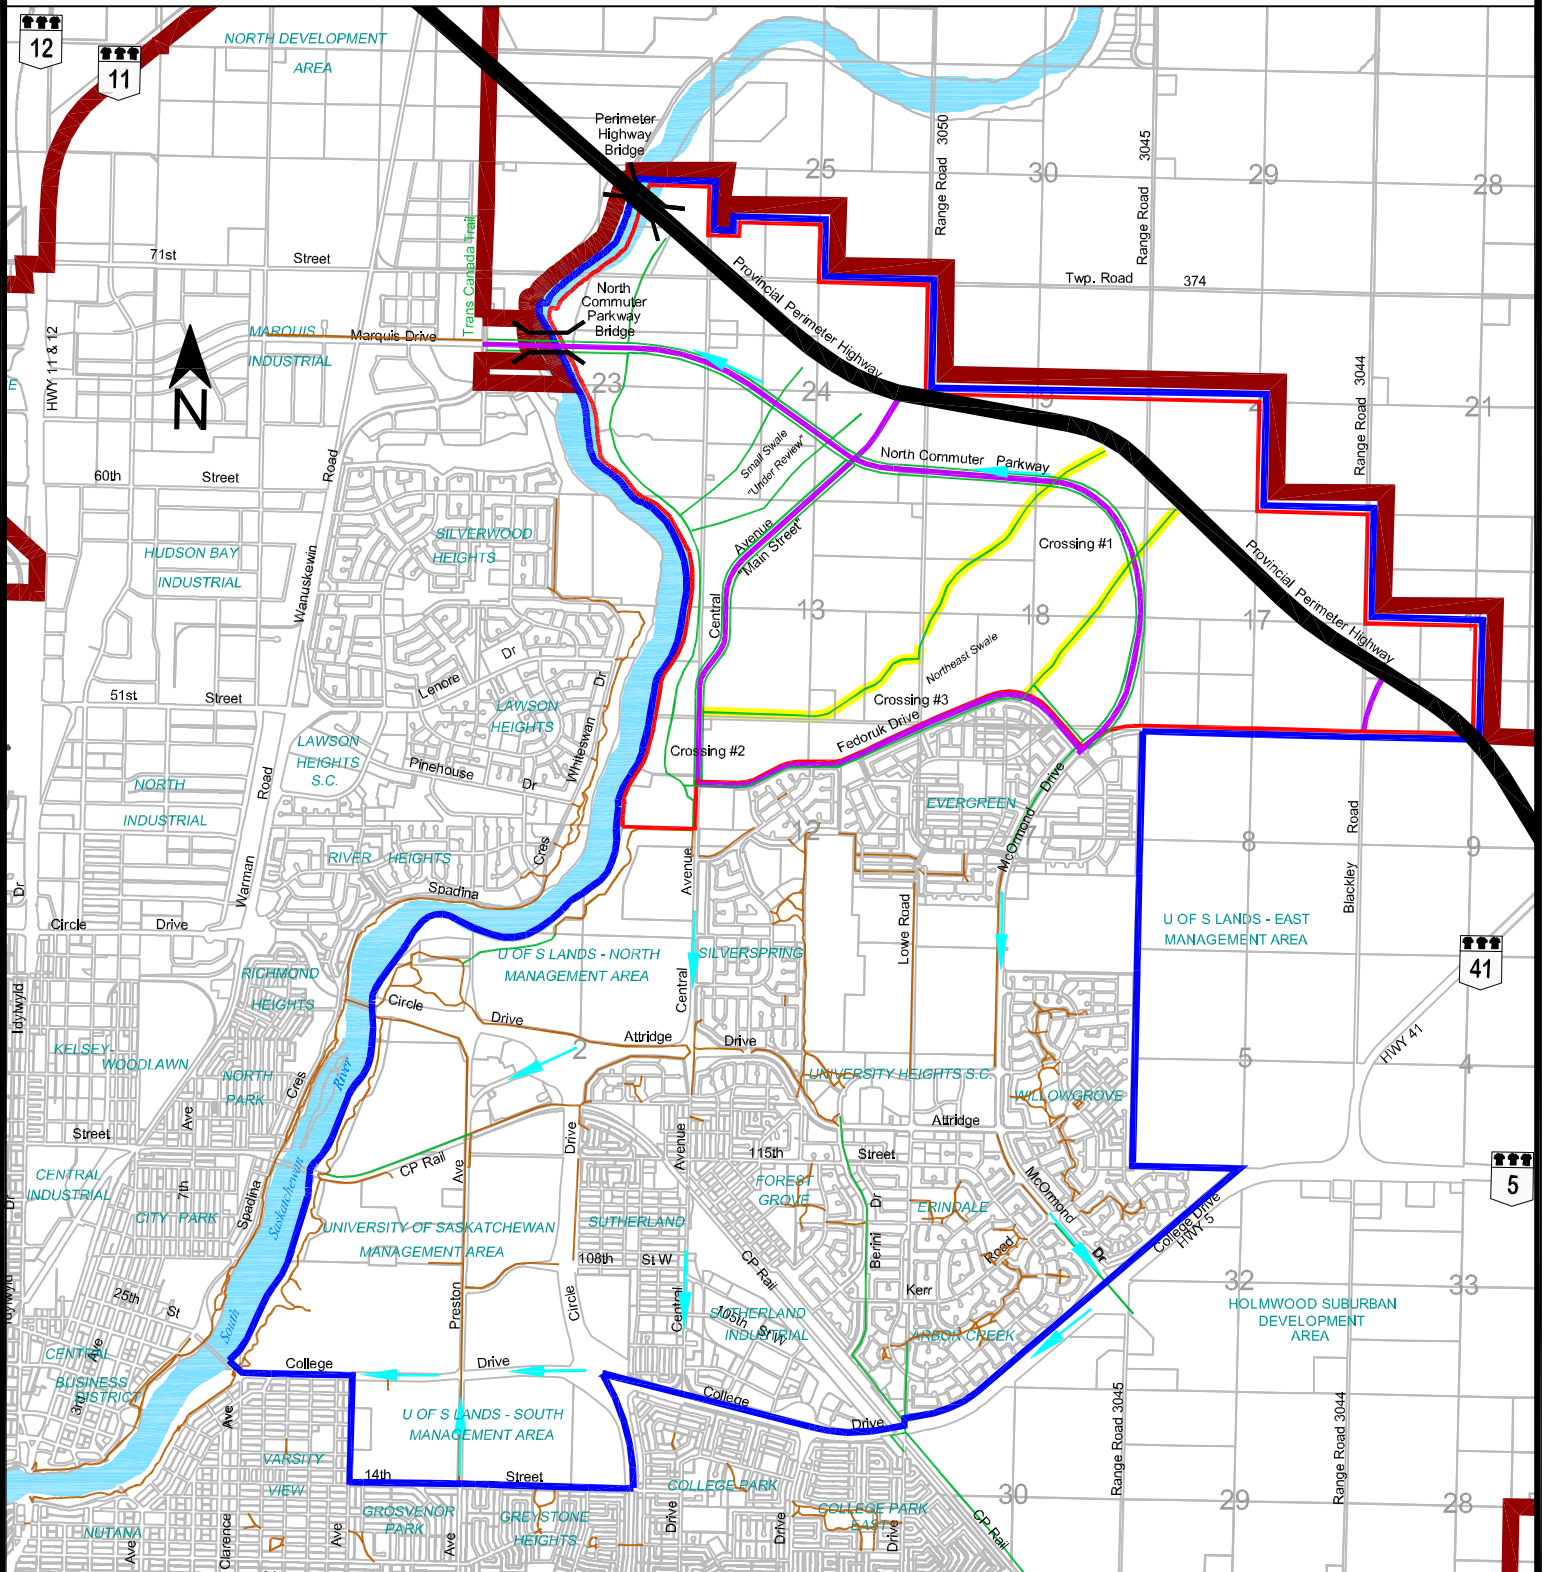 12
11
NORTH DEVELOPMENT
AREA
Perimeter
Highway
Bridge
25
Range Road 3050
30
Range Road 3045
29
28
Trans Canada Trail
71st Street
North
Commuter
Parkway
Bridge
Provincial Perimeter Highway
Twp. Road 374
HWY 11 & 12
MARQUIS
INDUSTRIAL
Marquis Drive
N
23
24
19
21
Range Road 3044
60th Street
Road
Small Swale
"Under Review"
North Commuter Parkway
SILVERWOOD
HEIGHTS
HUDSON BAY
INDUSTRIAL
Wanuskewin
Avenue
"Main Street"
Crossing #1
Provincial Perimeter Highway
Central
13
18
17
Northeast Swale
Lenore Dr
51st Street
LAWSON
HEIGHTS
Whiteswan Dr
Crossing #3
Fedoruk Drive
Crossing #2
LAWSON
HEIGHTS
S.C.
Pinehouse Dr
NORTH
INDUSTRIAL
Road
EVERGREEN
McOrmond Drive
12
8
9
Blackley Road
RIVER HEIGHTS
Cres
Warman
Spadina
Avenue
Dr
Circle Drive
Lowe Road
U OF S LANDS - EAST
MANAGEMENT AREA
U OF S LANDS - NORTH
MANAGEMENT AREA
SILVERSPRING
41
RICHMOND
HEIGHTS
Circle Drive
Central
Idylwyld
Attridge Drive
KELSEY-
WOODLAWN
2
5
4
HWY 41
NORTH
PARK
Cres
River
UNIVERSITY HEIGHTS S.C.
WILLOWGROVE
Street
Ave
Attridge
Drive
Avenue
115th Street
CP Rail
Ave
CENTRAL
INDUSTRIAL
Dr
7th
Spadina
Saskatchewan
FOREST
GROVE
McOrmond Dr
5
CITY PARK
UNIVERSITY OF SASKATCHEWAN
MANAGEMENT AREA
SUTHERLAND
Dr
Berini
ERINDALE
College Drive
HWY 5
108th St W
CP Rail
Kerr Road
Idylwyld
25th St
South
Preston
Circle
Central
32
33
SUTHERLAND
INDUSTRIAL
105th St W
ARBOR CREEK
HOLMWOOD SUBURBAN
DEVELOPMENT
AREA
CENTRAL
BUSINESS
DISTRICT
3rd Ave
College Drive
College Drive
Ave
U OF S LANDS - SOUTH
MANAGEMENT AREA
Range Road 3045
Range Road 3044
VARSITY
VIEW
14th Street
COLLEGE PARK
30
29
28
GROSVENOR
PARK
GREYSTONE
HEIGHTS
COLLEGE PARK
EAST
NUTANA
Ave
Clarence
Ave
Ave
Drive
Drive
Drive
CP Rail